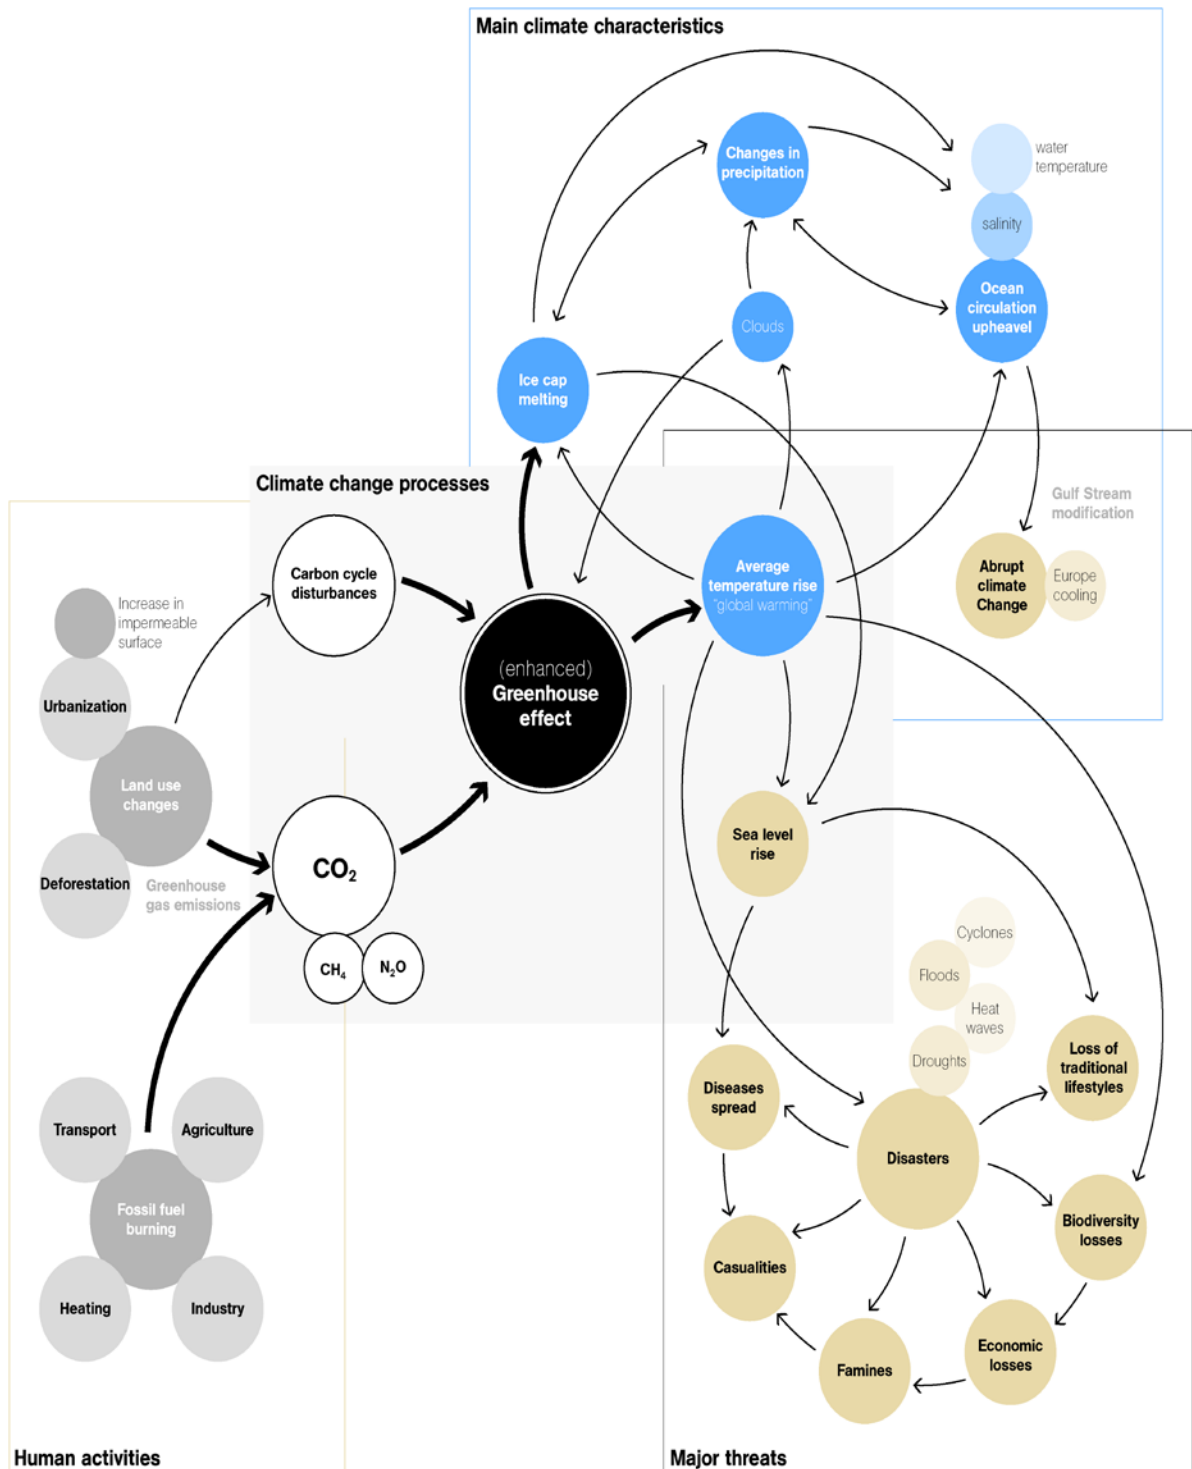 Main climate characteristics
Changes in
precipitation
water
temperature
salinity
Ocean
circulation
upheavel
Clouds
Ice cap
melting
Climate change processes
Carbon cycle
disturbances
Average
temperature rise
"global warming"
Gulf Stream
modification
Abrupt
climate
Change
Europe
cooling
Increase in
impermeable
surface
Urbanization
Land use
changes
Deforestation
Greenhouse
gas emissions
(enhanced)
Greenhouse
effect
CO₂
CH₄
N₂O
Sea level
rise
Cyclones
Floods
Heat
waves
Droughts
Loss of
traditional
lifestyles
Diseases
spread
Disasters
Transport
Agriculture
Fossil fuel
burning
Heating
Industry
Biodiversity
losses
Casualities
Economic
losses
Famines
Human activities
Major threats